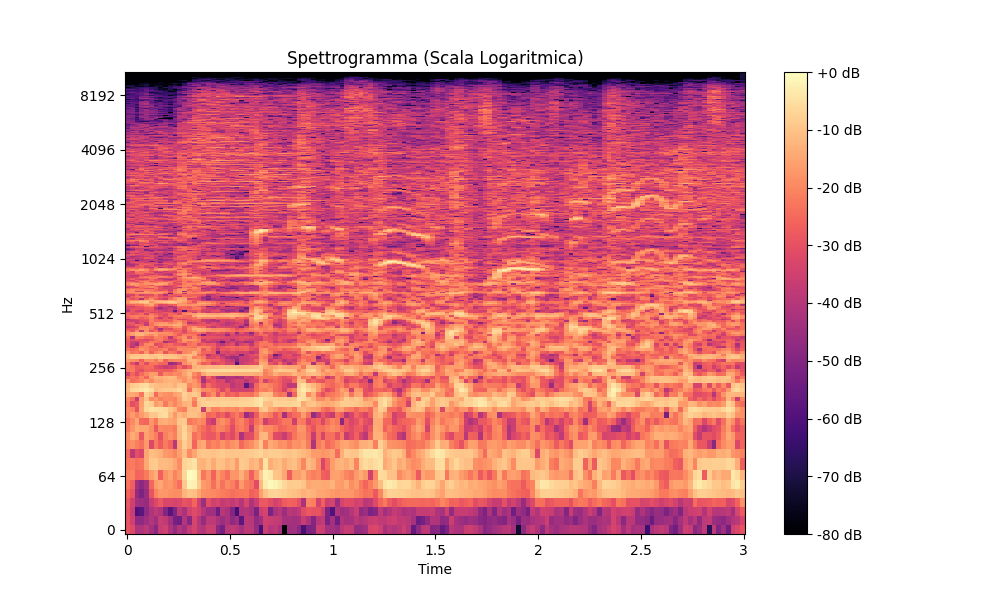 Spettrogramma (Scala Logaritmica)
Hz
8192
4096
2048
1024
512
256
128
64
0
0
0.5
1
1.5
2
2.5
3
Time
+0 dB
-10 dB
-20 dB
-30 dB
-40 dB
-50 dB
-60 dB
-70 dB
-80 dB